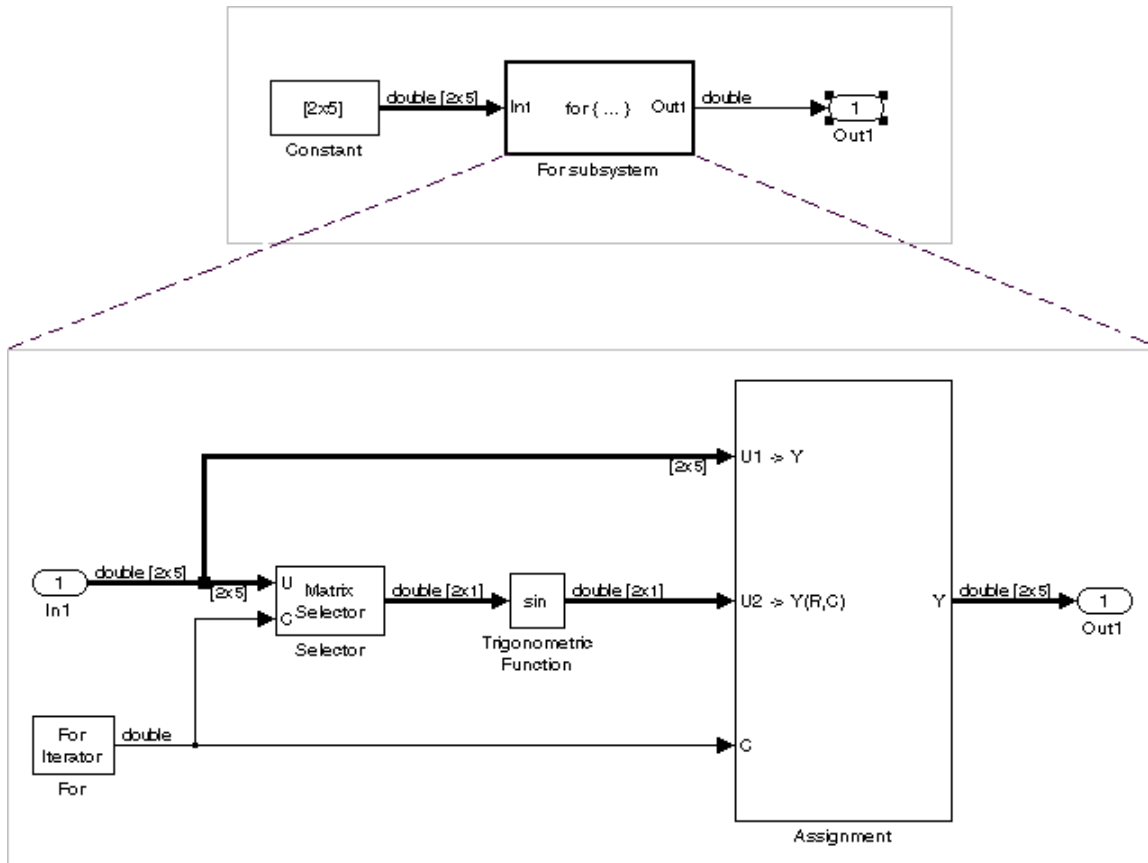 [2x5]
Constant
double [2x5]
In1
for { ... }
Out1
For subsystem
double
1
Out1
[2x5]
U1 -> Y
1
In1
double [2x5]
[2x5]
U
C
Matrix
Selector
Selector
double [2x1]
sin
Trigonometric
Function
double [2x1]
U2 -> Y(R,C)
Y
double [2x5]
1
Out1
For
Iterator
For
double
C
Assignment